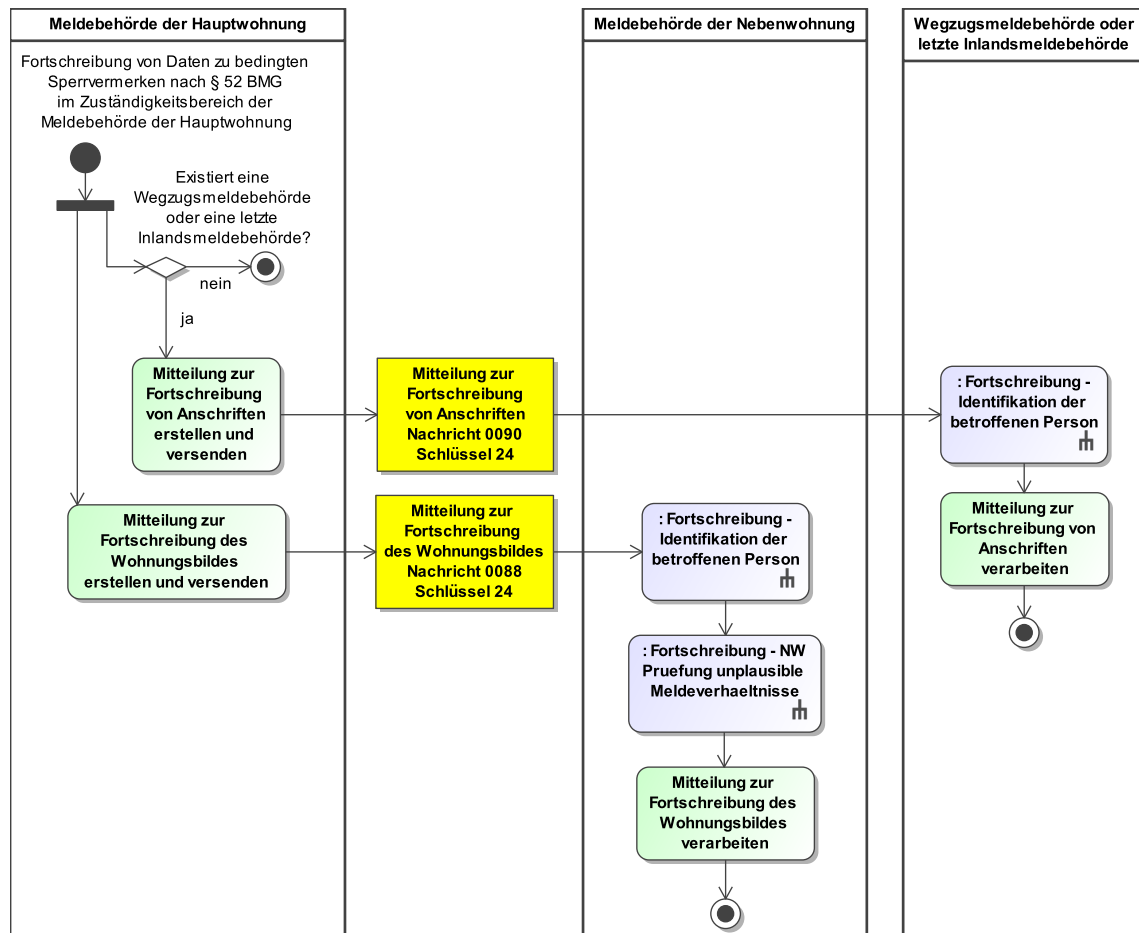 Meldebehörde der Hauptwohnung
Meldebehörde der Nebenwohnung
Wegzugsmeldebehörde oder
letzte Inlandsmeldebehörde
Fortschreibung von Daten zu bedingten
Sperrvermerken nach § 52 BMG
im Zuständigkeitsbereich der
Meldebehörde der Hauptwohnung
Existiert eine
Wegzugsmeldebehörde
oder eine letzte
Inlandsmeldebehörde?
nein
ja
Mitteilung zur
Fortschreibung
von Anschriften
erstellen und
versenden
Mitteilung zur
Fortschreibung
von Anschriften
Nachricht 0090
Schlüssel 24
: Fortschreibung -
Identifikation der
betroffenen Person
Mitteilung zur
Fortschreibung des
Wohnungsbildes
erstellen und versenden
Mitteilung zur
Fortschreibung
des Wohnungsbildes
Nachricht 0088
Schlüssel 24
: Fortschreibung -
Identifikation der
betroffenen Person
Mitteilung zur
Fortschreibung von
Anschriften
verarbeiten
: Fortschreibung - NW
Pruefung unplausible
Meldeverhaeltnisse
Mitteilung zur
Fortschreibung des
Wohnungsbildes
verarbeiten